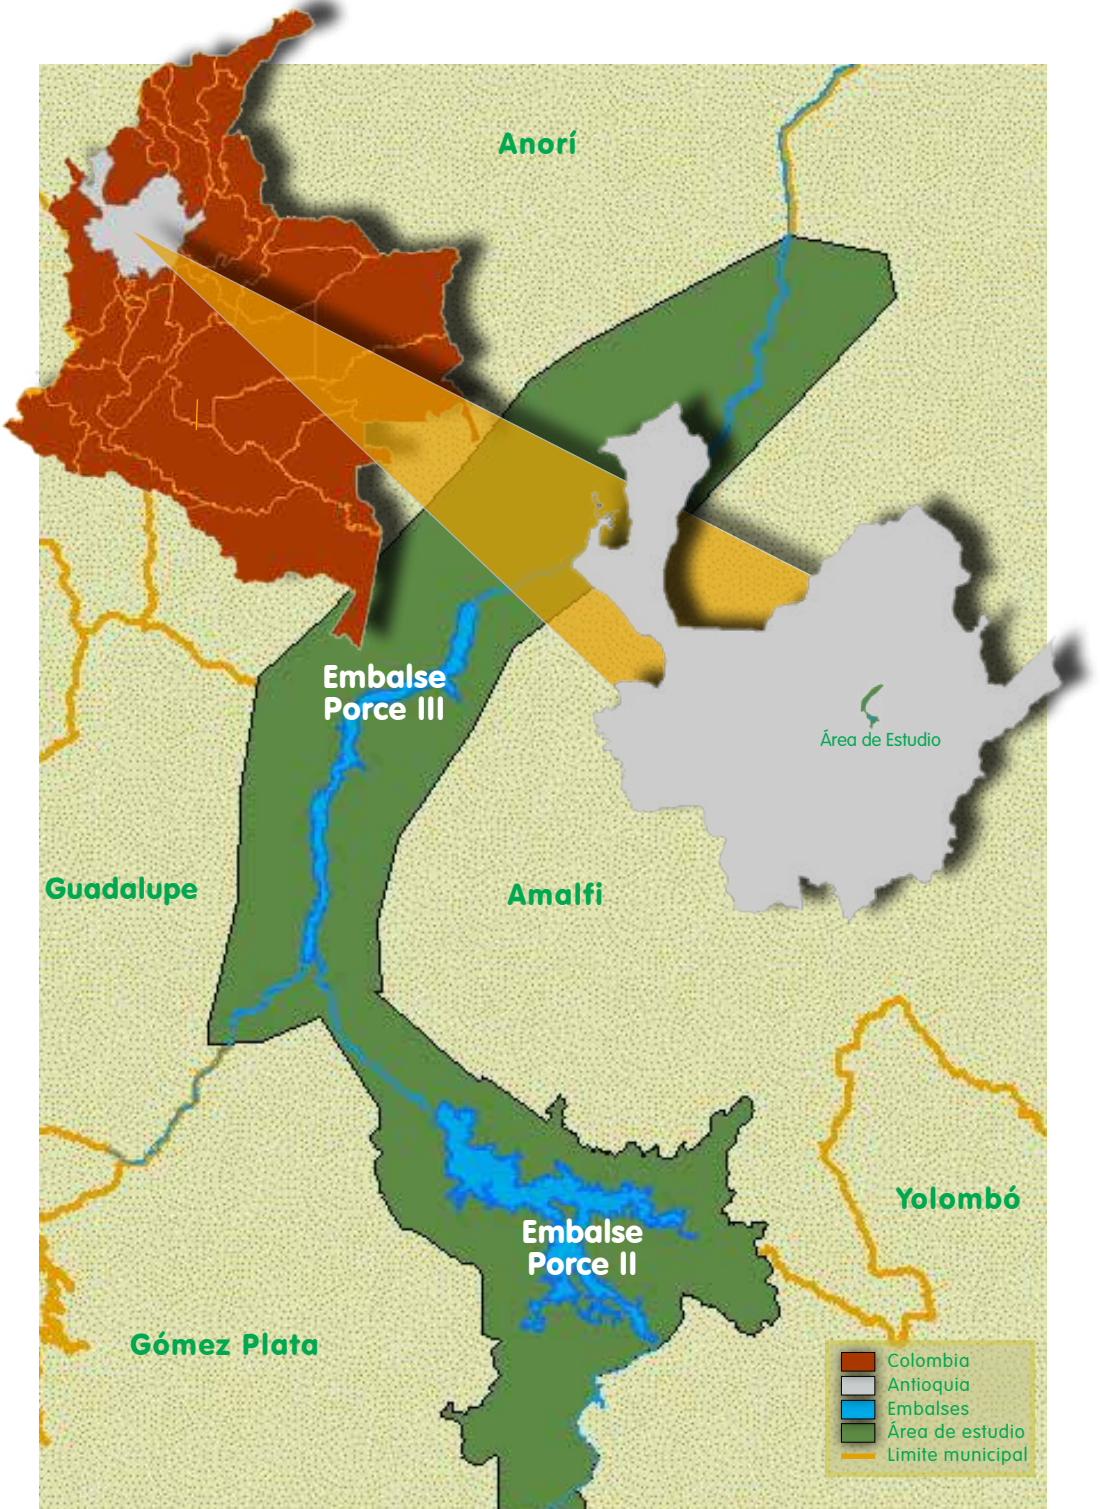 Anorí
Embalse
Porce III
Área de Estudio
Guadalupe
Amalfi
Yolombó
Embalse
Porce II
Gómez Plata
Colombia
Antioquia
Embalses
Área de estudio
Limite municipal